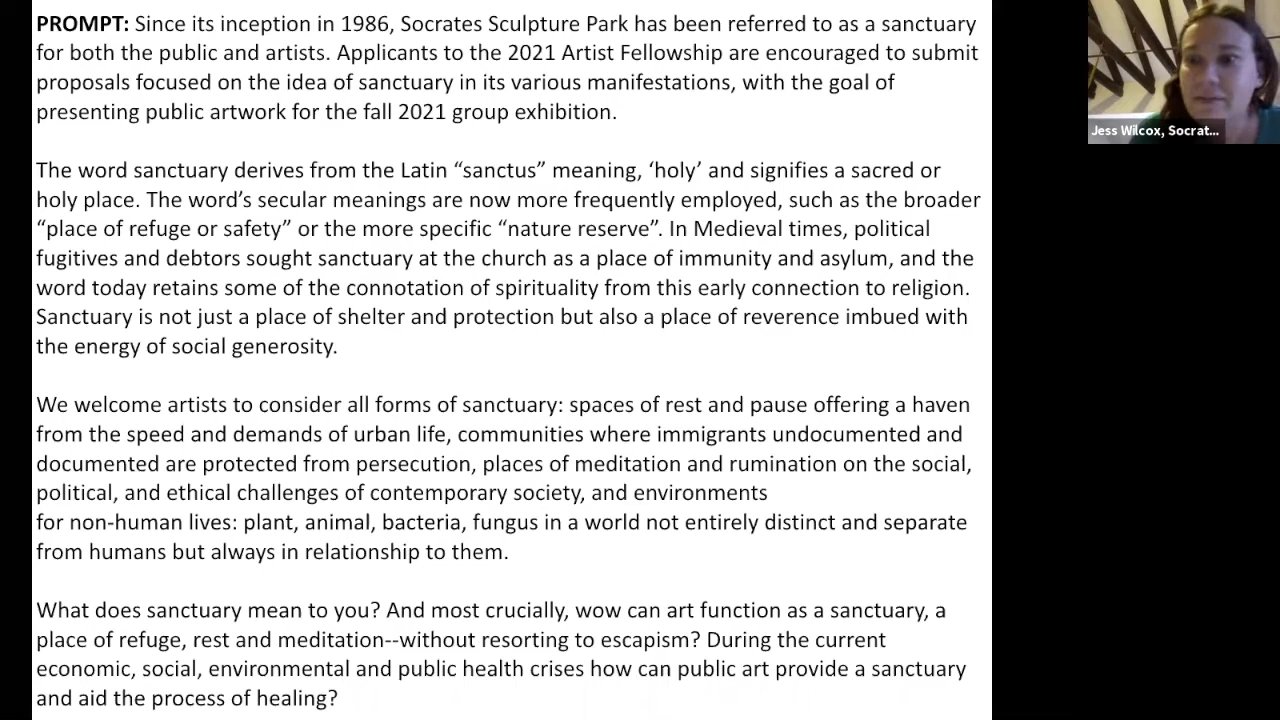 PROMPT: Since its inception in 1986, Socrates Sculpture Park has been referred to as a sanctuary
for both the public and artists. Applicants to the 2021 Artist Fellowship are encouraged to submit
proposals focused on the idea of sanctuary in its various manifestations, with the goal of
presenting public artwork for the fall 2021 group exhibition.
The word sanctuary derives from the Latin “sanctus” meaning, ‘holy’ and signifies a sacred or
holy place. The word’s secular meanings are now more frequently employed, such as the broader
“place of refuge or safety” or the more specific “nature reserve”. In Medieval times, political
fugitives and debtors sought sanctuary at the church as a place of immunity and asylum, and the
word today retains some of the connotation of spirituality from this early connection to religion.
Sanctuary is not just a place of shelter and protection but also a place of reverence imbued with
the energy of social generosity.
We welcome artists to consider all forms of sanctuary: spaces of rest and pause offering a haven
from the speed and demands of urban life, communities where immigrants undocumented and
documented are protected from persecution, places of meditation and rumination on the social,
political, and ethical challenges of contemporary society, and environments
for non-human lives: plant, animal, bacteria, fungus in a world not entirely distinct and separate
from humans but always in relationship to them.
What does sanctuary mean to you? And most crucially, wow can art function as a sanctuary, a
place of refuge, rest and meditation--without resorting to escapism? During the current
economic, social, environmental and public health crises how can public art provide a sanctuary
and aid the process of healing?
Jess Wilcox, Socrat...